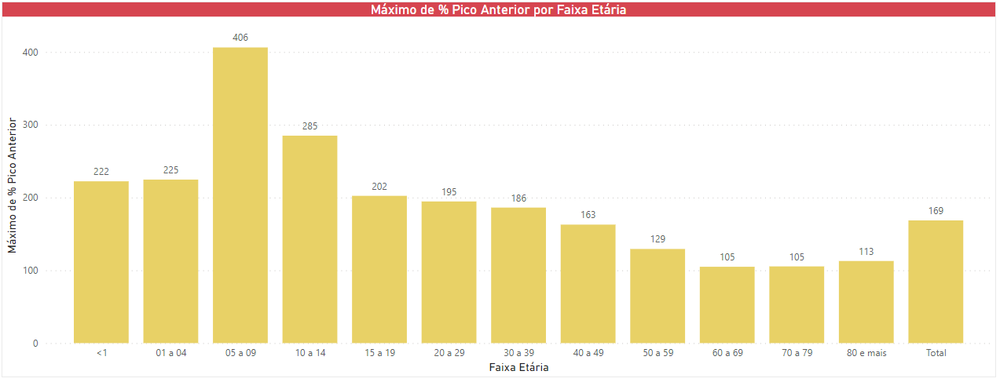 Máximo de % Pico Anterior por Faixa Etária
Máximo de % Pico Anterior
400
300
200
100
0
222
225
406
285
202
195
186
163
129
105
105
113
169
<1
01 a 04
05 a 09
10 a 14
15 a 19
20 a 29
30 a 39
40 a 49
50 a 59
60 a 69
70 a 79
80 e mais
Total
Faixa Etária